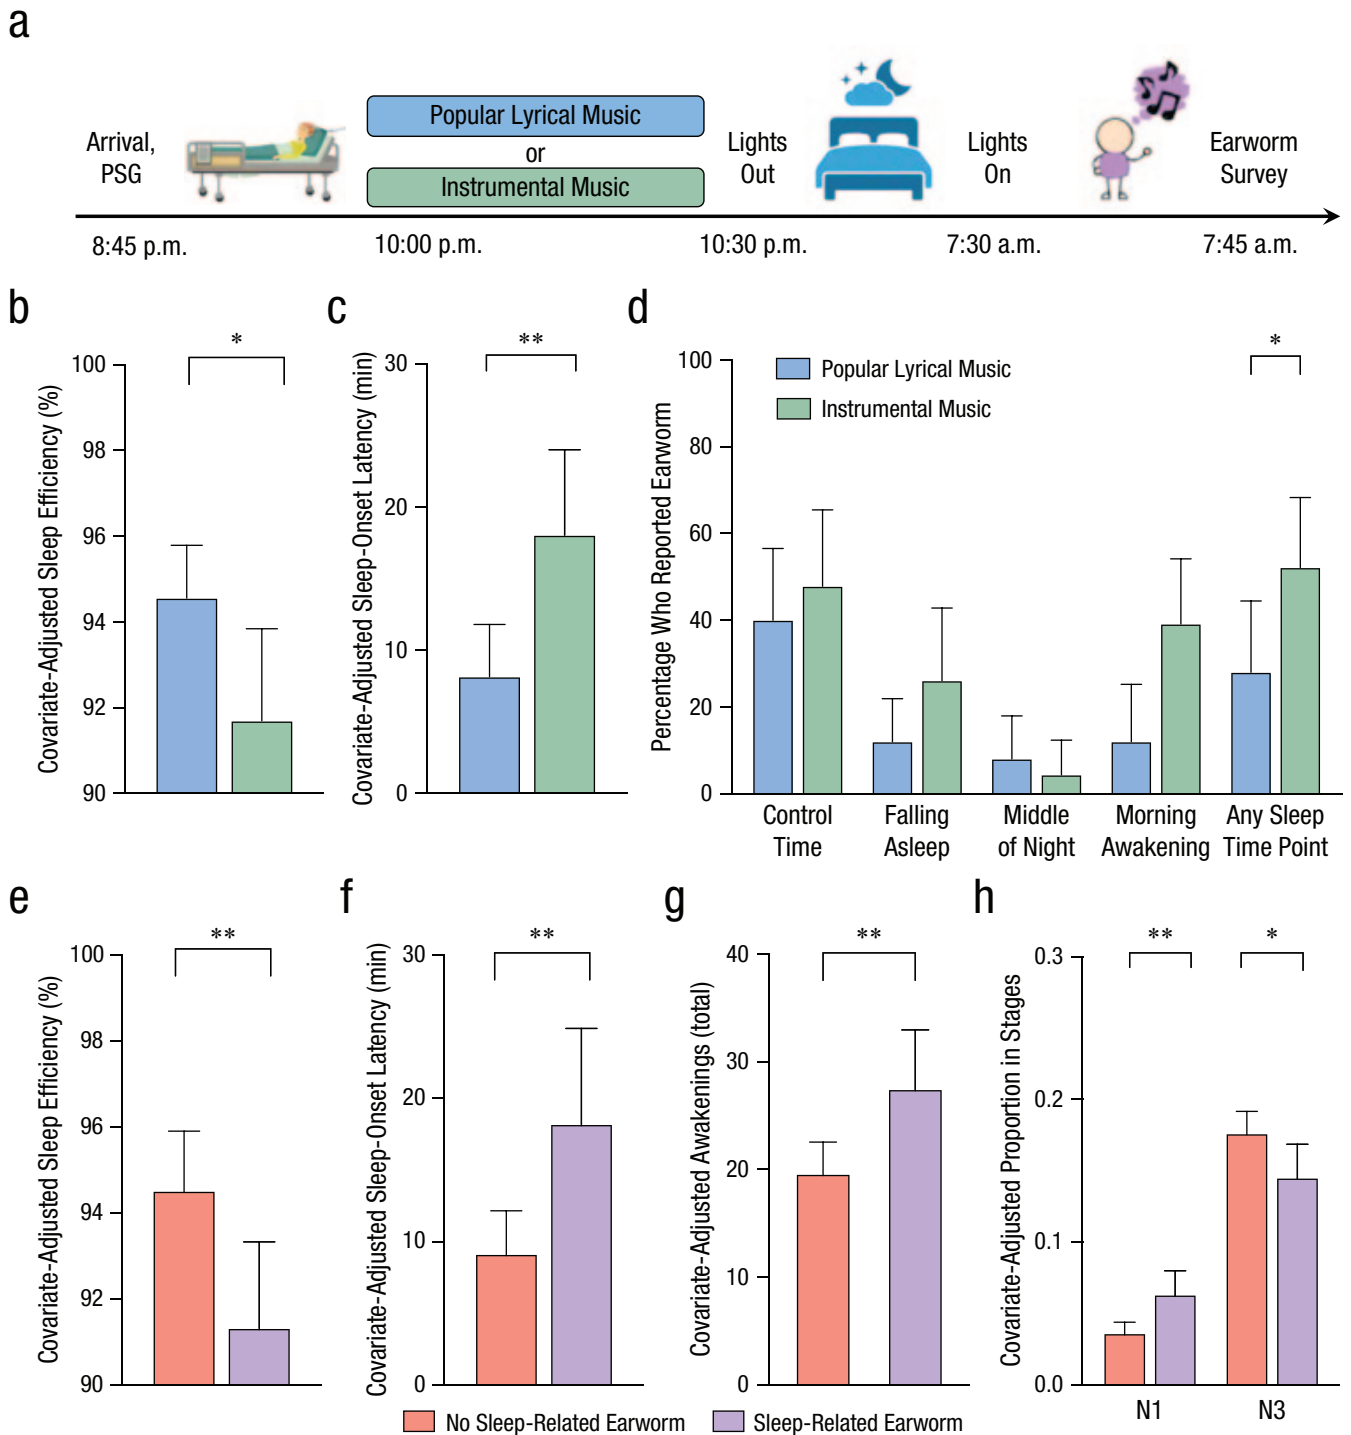 a
Arrival,
PSG
Popular Lyrical Music
or
Instrumental Music
Lights
Out
Lights
On
Earworm
Survey
8:45 p.m.
10:00 p.m.
10:30 p.m.
7:30 a.m.
7:45 a.m.
b
Covariate-Adjusted Sleep Efficiency (%)
100
98
96
94
92
90
*
c
Covariate-Adjusted Sleep-Onset Latency (min)
30
20
10
0
**
d
Percentage Who Reported Earworm
100
80
60
40
20
0
Popular Lyrical Music
Instrumental Music
*
Control
Time
Falling
Asleep
Middle
of Night
Morning
Awakening
Any Sleep
Time Point
e
Covariate-Adjusted Sleep Efficiency (%)
100
98
96
94
92
90
**
f
Covariate-Adjusted Sleep-Onset Latency (min)
30
20
10
0
**
g
Covariate-Adjusted Awakenings (total)
40
30
20
10
0
**
h
Covariate-Adjusted Proportion in Stages
0.3
0.2
0.1
0.0
**
*
N1
N3
No Sleep-Related Earworm
Sleep-Related Earworm